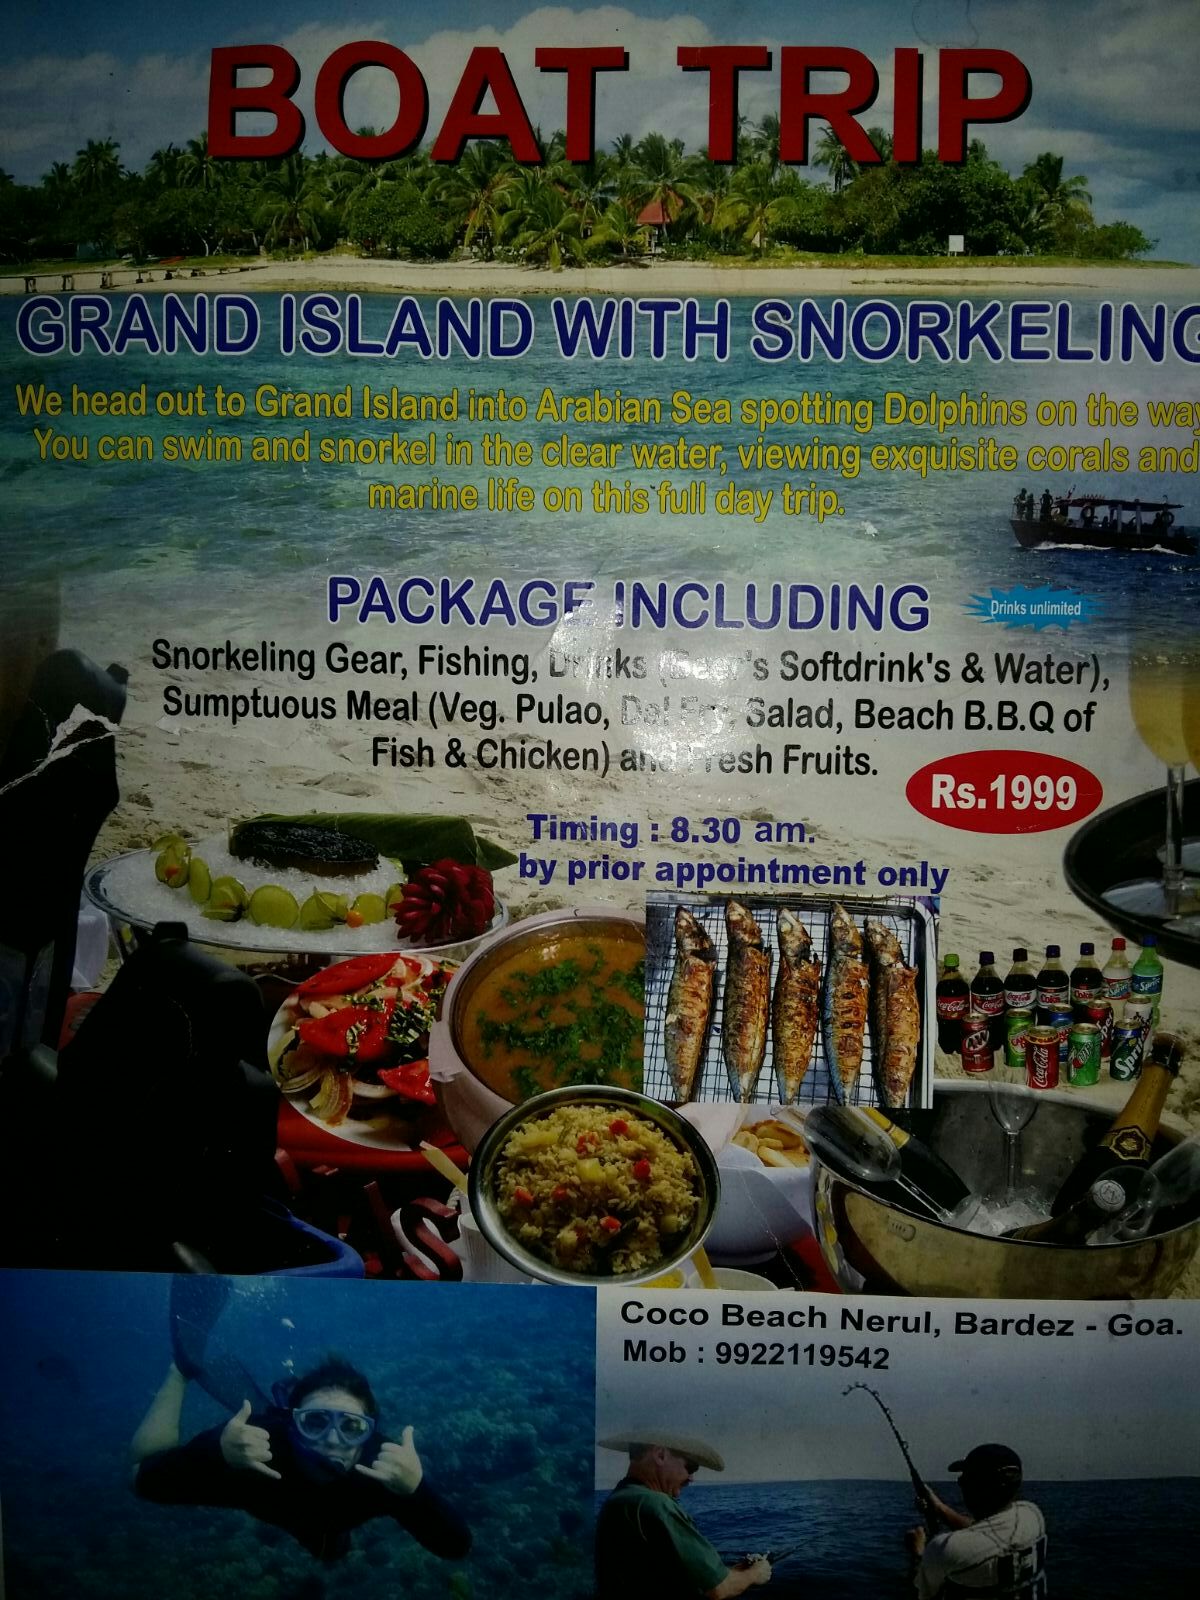 BOAT TRIP
GRAND ISLAND WITH SNORKELING
We head out to Grand Island into Arabian Sea spotting Dolphins on the way
You can swim and snorkel in the clear water, viewing exquisite corals and
marine life on this full day trip.
PACKAGE INCLUDING
Drinks unlimited
Snorkeling Gear, Fishing, Drinks (Beer's Softdrink's & Water),
Sumptuous Meal (Veg. Pulao, Dal Fry, Salad, Beach B.B.Q of
Fish & Chicken) and Fresh Fruits.
Rs.1999
Timing : 8.30 am.
by prior appointment only
Coco Beach Nerul, Bardez - Goa.
Mob : 9922119542